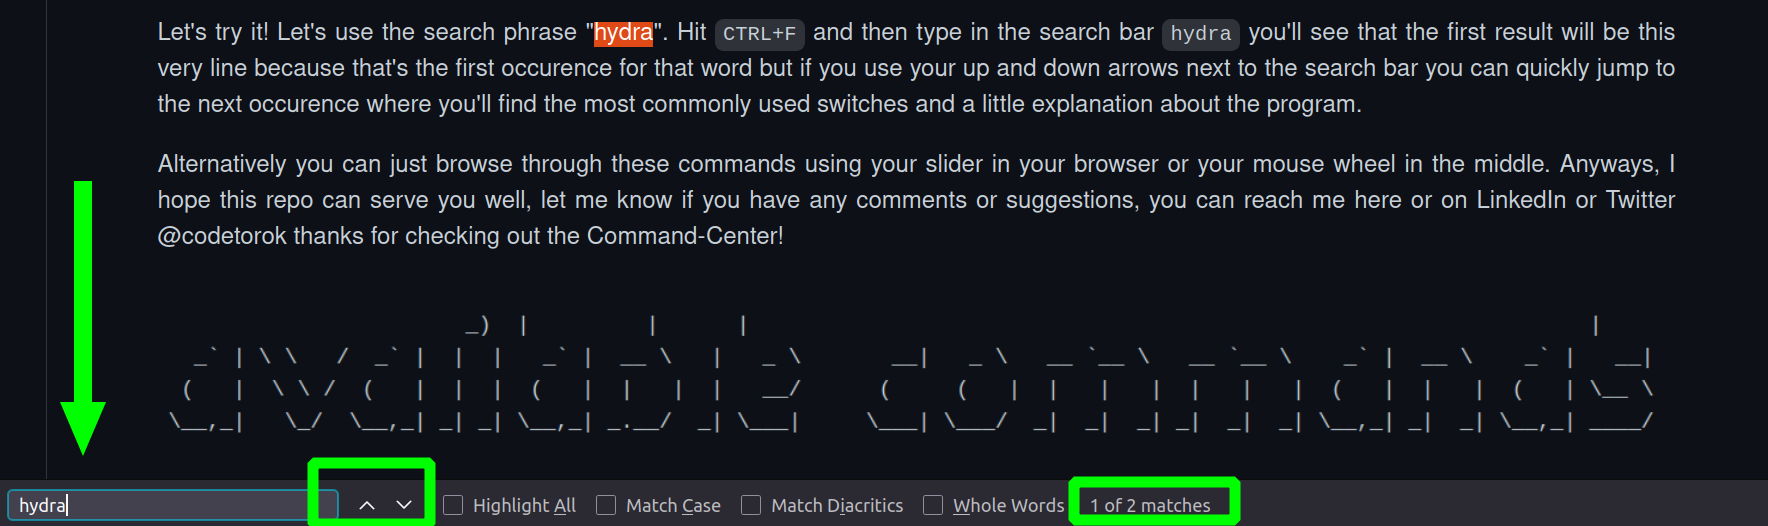 Let's try it! Let's use the search phrase "hydra". Hit CTRL+F and then type in the search bar hydra you'll see that the first result will be this
very line because that's the first occurence for that word but if you use your up and down arrows next to the search bar you can quickly jump to
the next occurence where you'll find the most commonly used switches and a little explanation about the program.
Alternatively you can just browse through these commands using your slider in your browser or your mouse wheel in the middle. Anyways, I
hope this repo can serve you well, let me know if you have any comments or suggestions, you can reach me here or on LinkedIn or Twitter
@codetorok thanks for checking out the Command-Center!
available commands
hydra Highlight All Match Case Match Diacritics Whole Words 1 of 2 matches